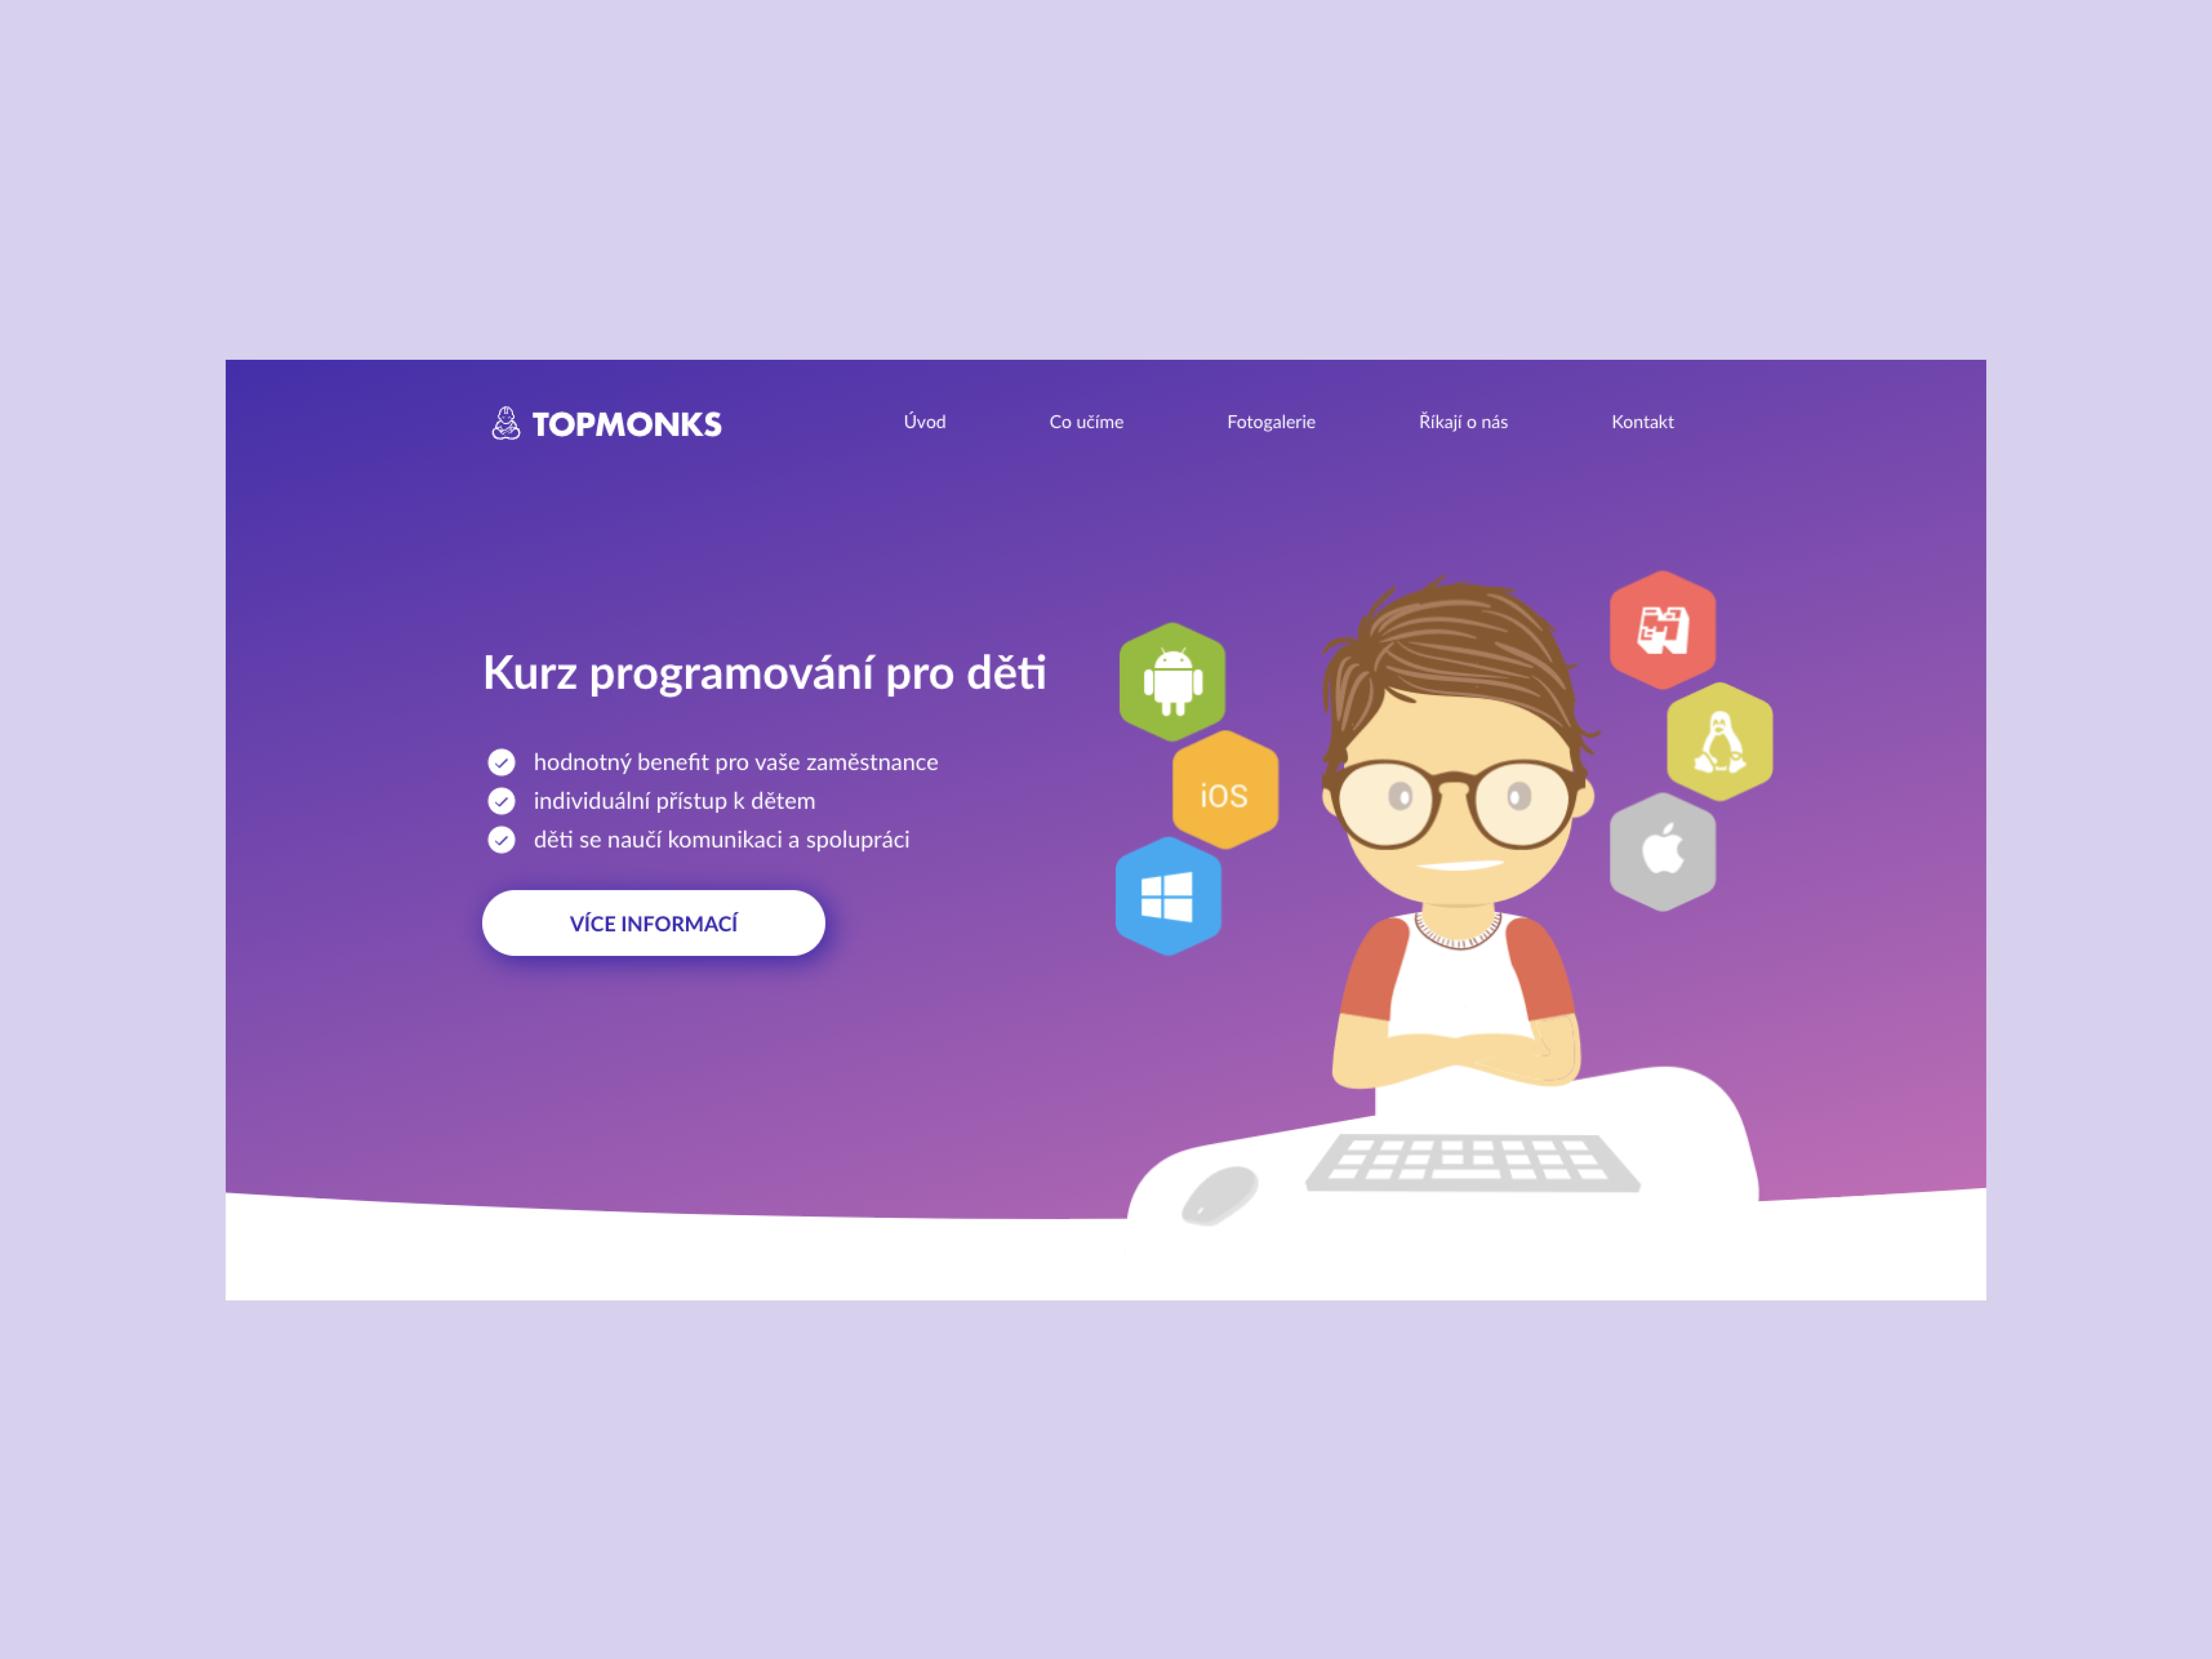 TOPMONKS
Úvod
Co učíme
Fotogalerie
Říkají o nás
Kontakt
Kurz programování pro děti
hodnotný benefit pro vaše zaměstnance
individuální přístup k dětem
děti se naučí komunikaci a spolupráci
VÍCE INFORMACÍ
iOS